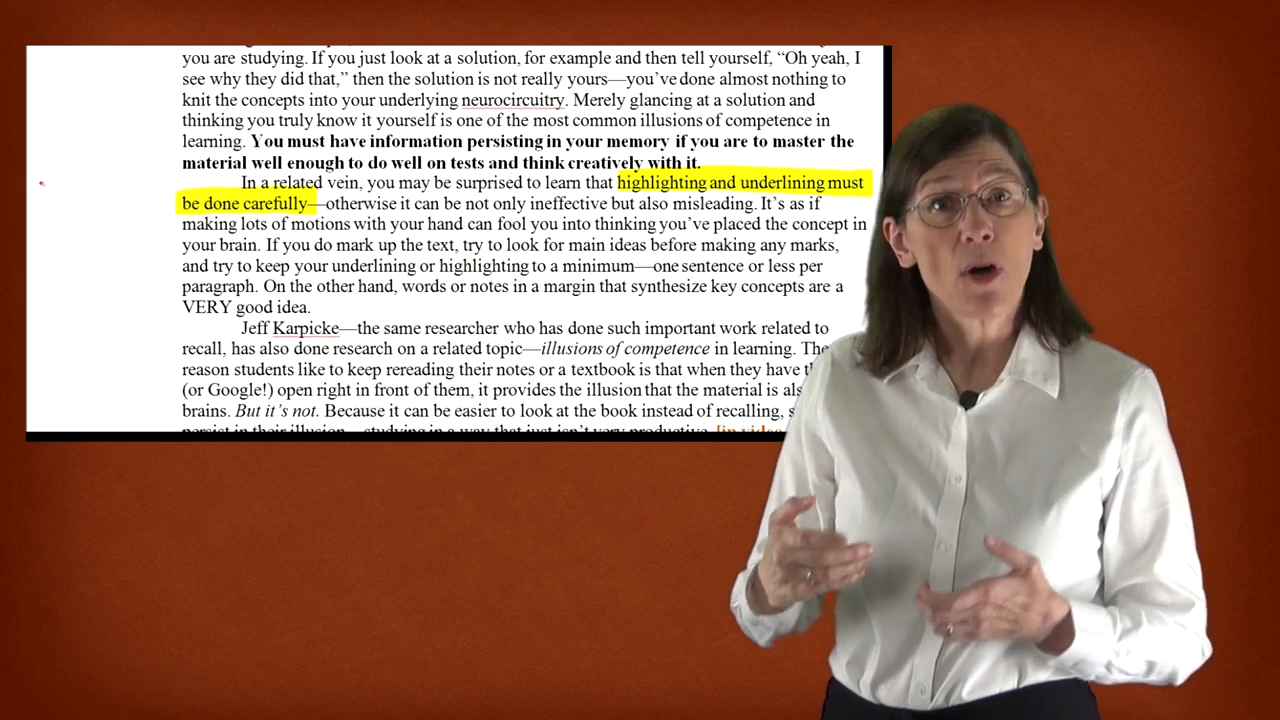 you are studying. If you just look at a solution, for example and then tell yourself, “Oh yeah, I
see why they did that,” then the solution is not really yours—you’ve done almost nothing to
knit the concepts into your underlying neurocircuitry. Merely glancing at a solution and
thinking you truly know it yourself is one of the most common illusions of competence in
learning. You must have information persisting in your memory if you are to master the
material well enough to do well on tests and think creatively with it.
In a related vein, you may be surprised to learn that highlighting and underlining must
be done carefully—otherwise it can be not only ineffective but also misleading. It’s as if
making lots of motions with your hand can fool you into thinking you’ve placed the concept in
your brain. If you do mark up the text, try to look for main ideas before making any marks,
and try to keep your underlining or highlighting to a minimum—one sentence or less per
paragraph. On the other hand, words or notes in a margin that synthesize key concepts are a
VERY good idea.
Jeff Karpicke—the same researcher who has done such important work related to
recall, has also done research on a related topic—illusions of competence in learning. The
reason students like to keep rereading their notes or a textbook is that when they have
(or Google!) open right in front of them, it provides the illusion that the material is
brains. But it’s not. Because it can be easier to look at the book instead of recalling,
persist in their illusion—studying in a way that just isn’t very productive.